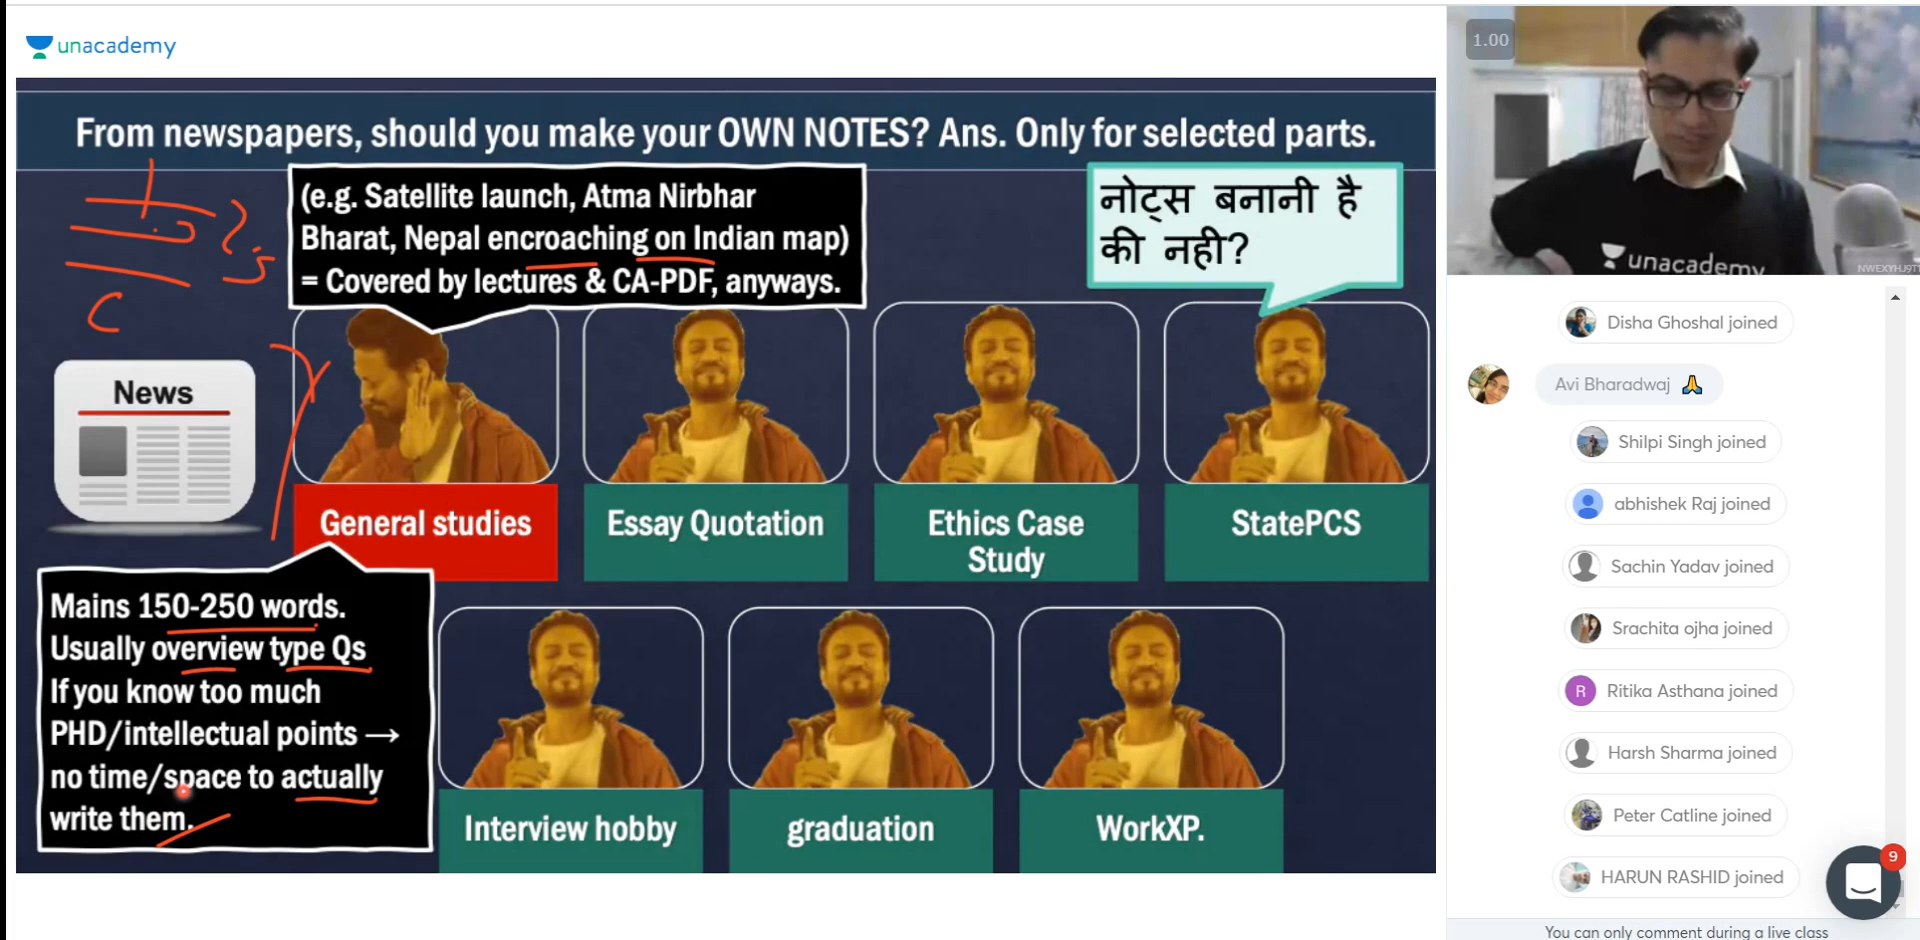 unacademy
From newspapers, should you make your OWN NOTES? Ans. Only for selected parts.
(e.g. Satellite launch, Atma Nirbhar
Bharat, Nepal encroaching on Indian map)
= Covered by lectures & CA-PDF, anyways.
नोट्स बनानी है
की नही?
News
General studies
Essay Quotation
Ethics Case
Study
StatePCS
Mains 150-250 words.
Usually overview type Qs
If you know too much
PHD/intellectual points →
no time/space to actually
write them.
Interview hobby
graduation
WorkXP.
1.00
unacademy
Disha Ghoshal joined
Avi Bharadwaj 🙏
Shilpi Singh joined
abhishek Raj joined
Sachin Yadav joined
Srachita ojha joined
R Ritika Asthana joined
Harsh Sharma joined
Peter Catline joined
HARUN RASHID joined
9
You can only comment during a live class